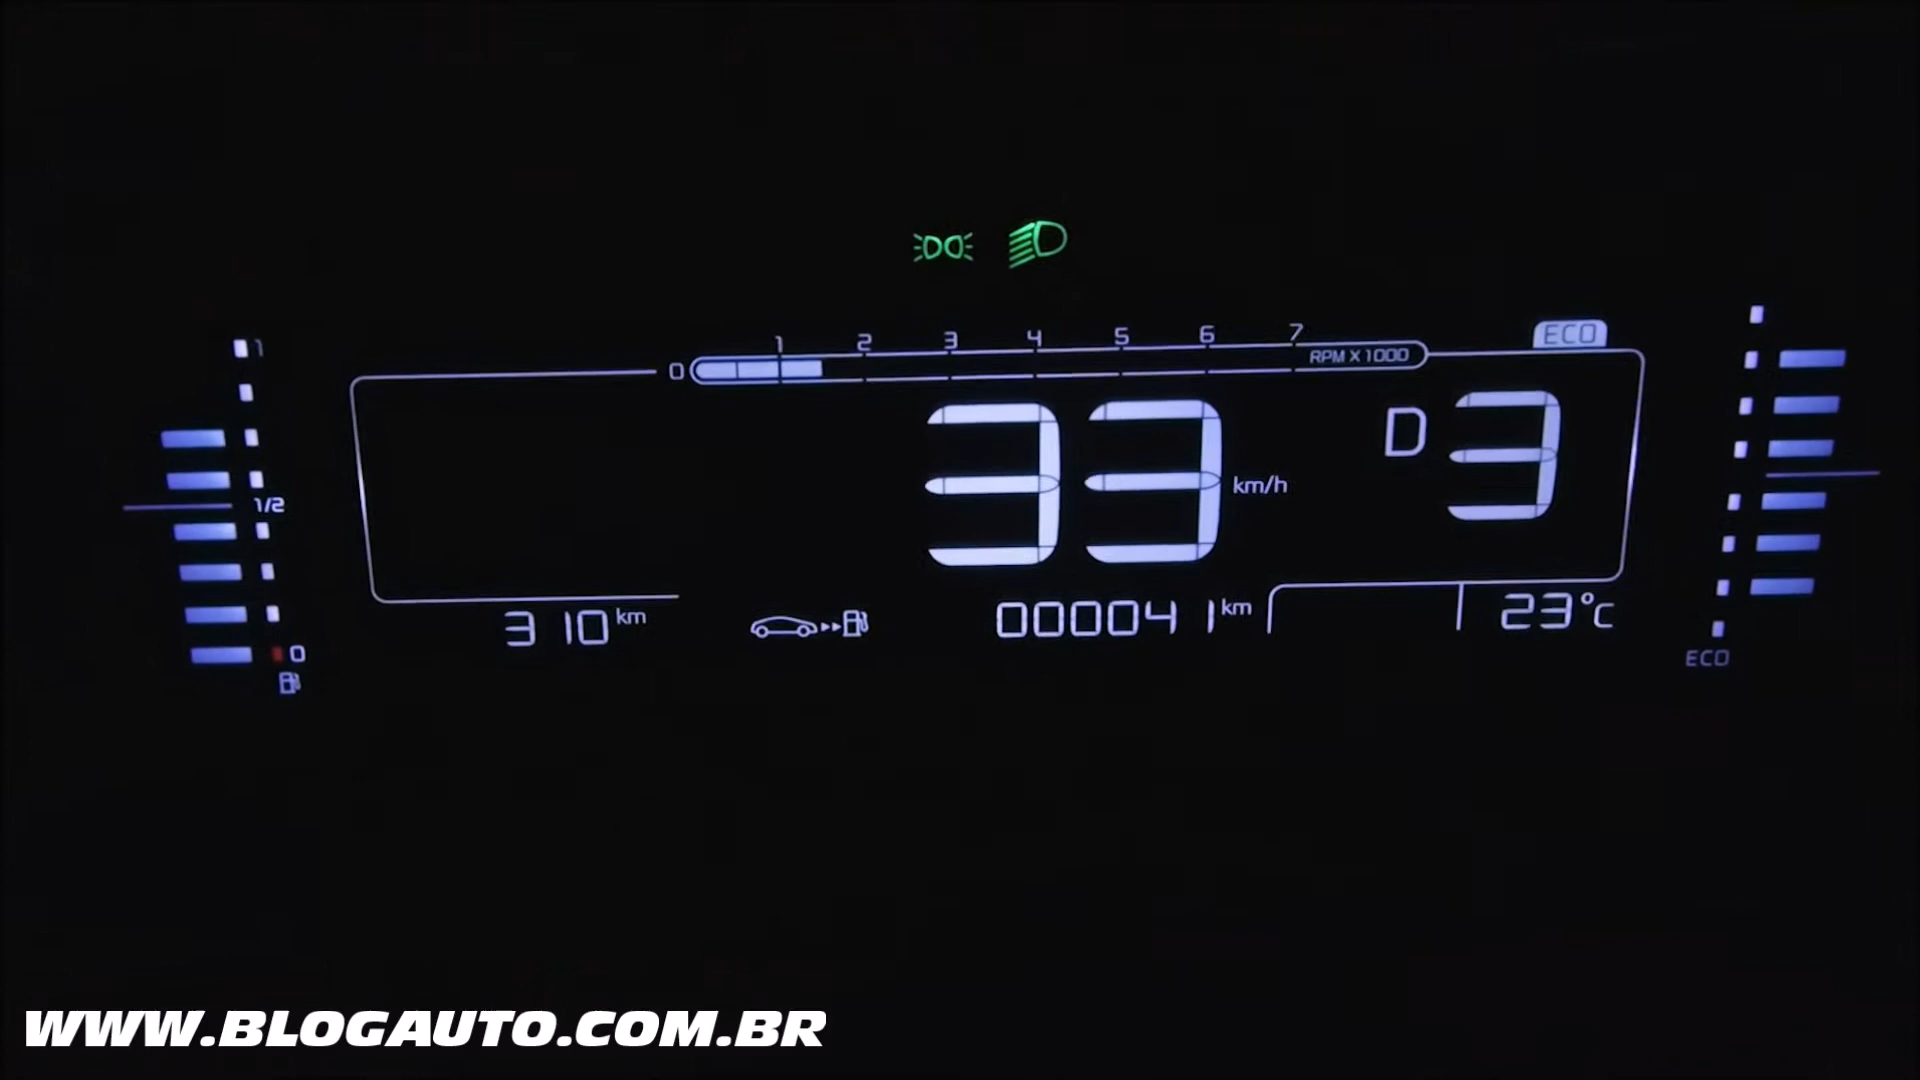 1 2 3 4 5 6 7
ECO
1
0
RPM X 1000
33 km/h
D 3
1/2
310 km
000041 km
23°C
0
ECO
WWW.BLOGAUTO.COM.BR